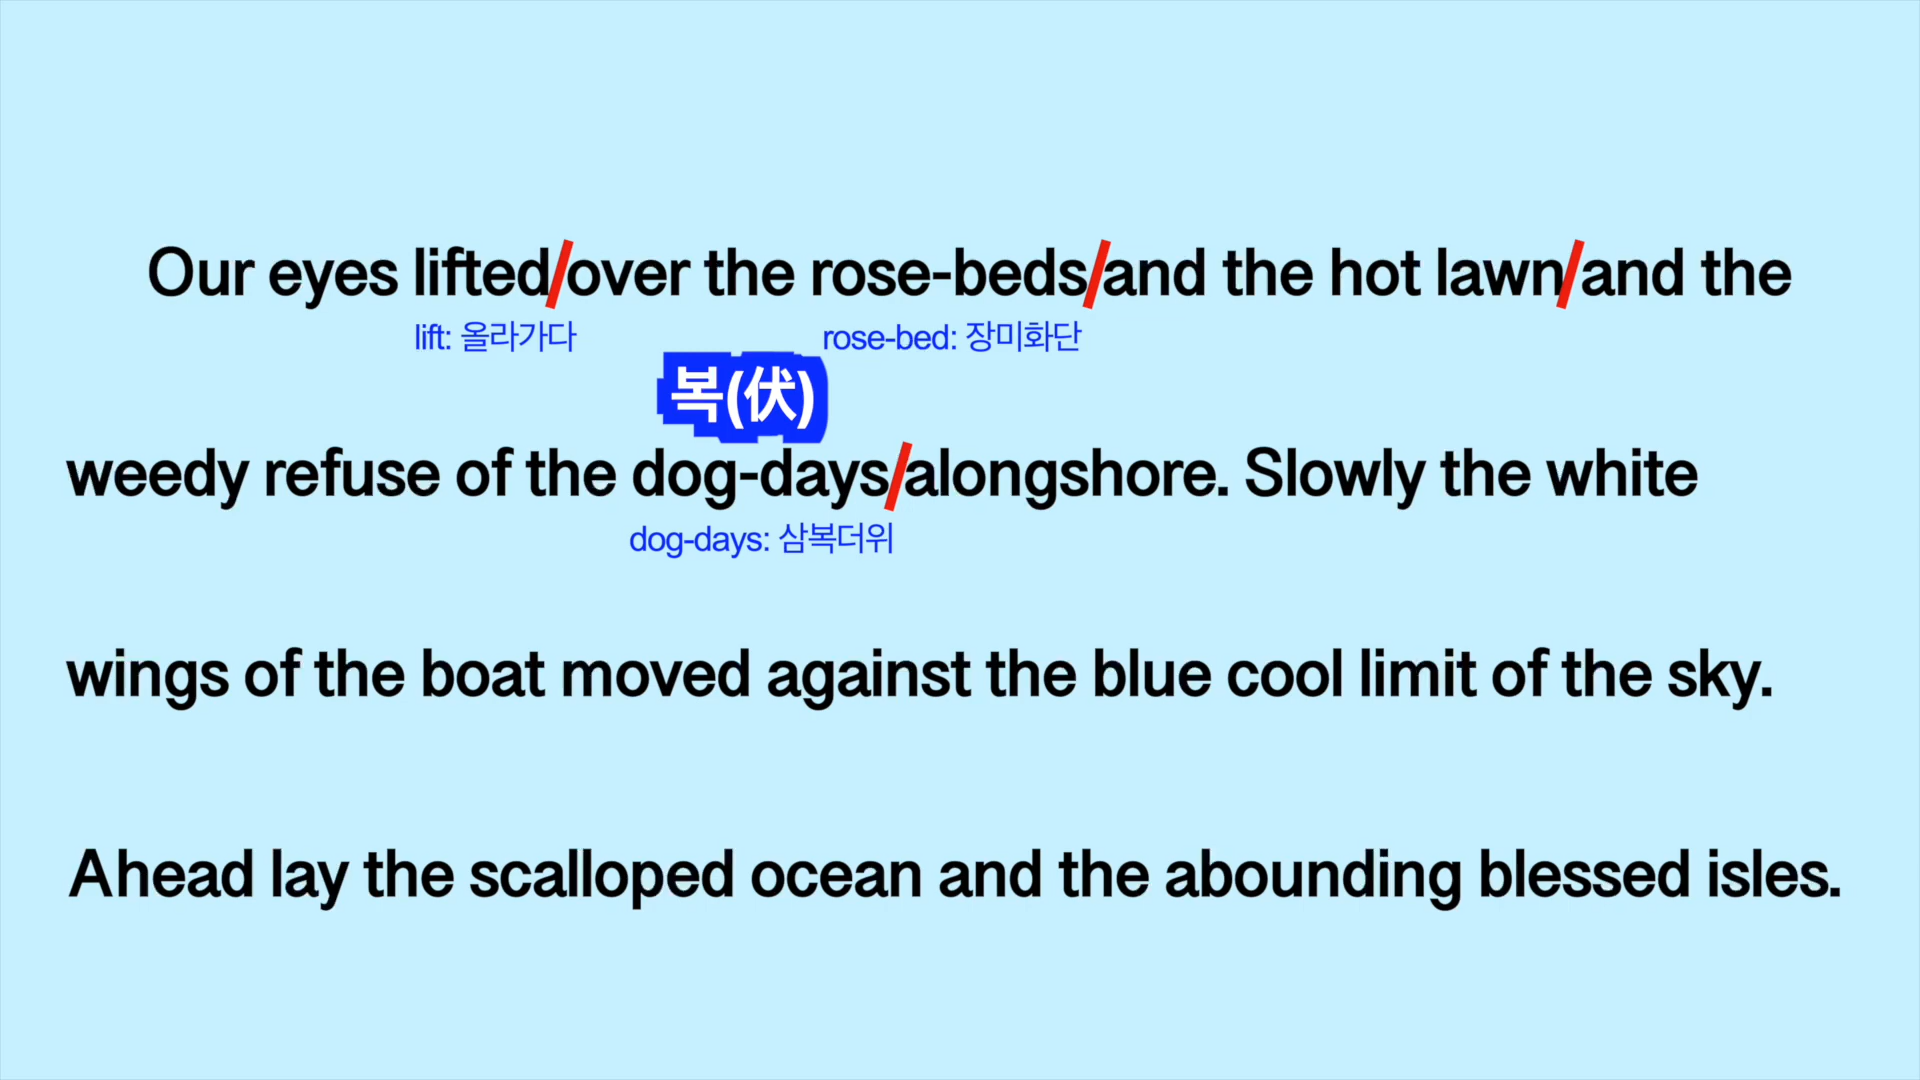 Our eyes lifted/over the rose-beds/and the hot lawn/and the
lift: 올라가다 rose-bed: 장미화단
복(伏)
weedy refuse of the dog-days/alongshore. Slowly the white
dog-days: 삼복더위
wings of the boat moved against the blue cool limit of the sky.
Ahead lay the scalloped ocean and the abounding blessed isles.